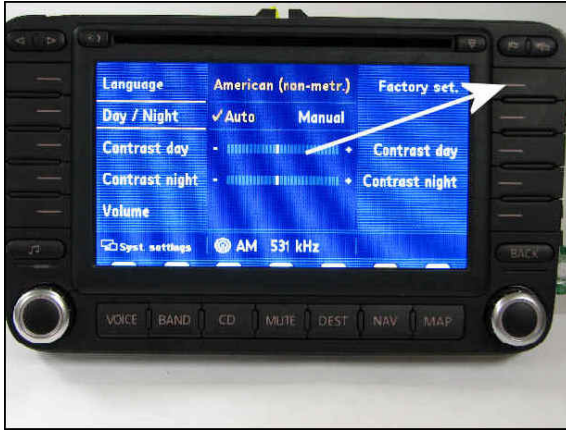 Language American (non-metr.) Factory set.
Day / Night ✓ Auto Manual
Contrast day - + Contrast day
Contrast night - + Contrast night
Volume
Syst. settings AM 531 kHz
BACK
VOICE BAND CD MUTE DEST NAV MAP